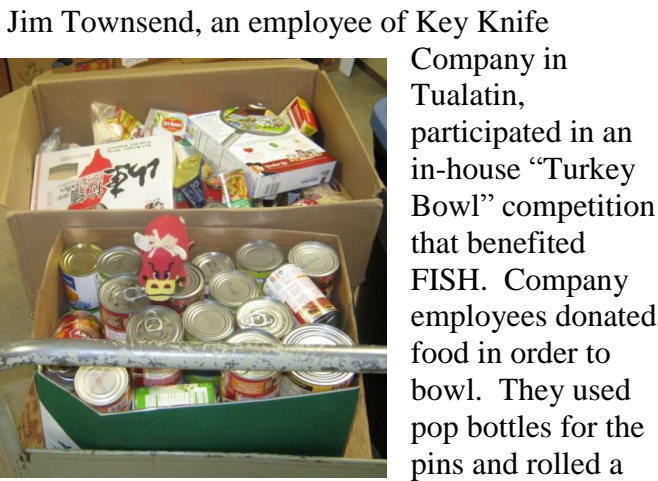 Jim Townsend, an employee of Key Knife
Company in
Tualatin,
participated in an
in-house “Turkey
Bowl” competition
that benefited
FISH.  Company
employees donated
food in order to
bowl.  They used
pop bottles for the
pins and rolled a